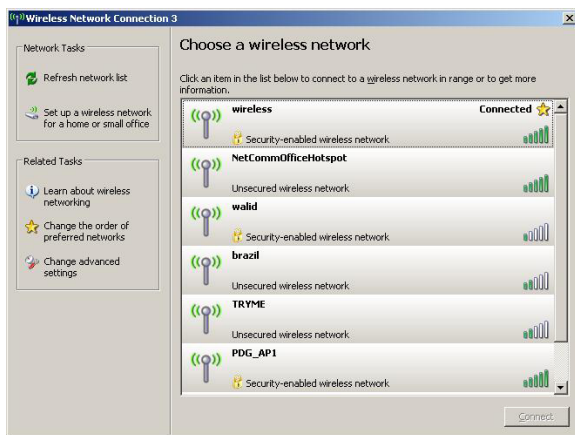 Wireless Network Connection 3
Network Tasks
Refresh network list
Set up a wireless network
for a home or small office
Related Tasks
Learn about wireless
networking
Change the order of
preferred networks
Change advanced
settings
Choose a wireless network
Click an item in the list below to connect to a wireless network in range or to get more
information.
wireless Connected
Security-enabled wireless network
NetCommOfficeHotspot
Unsecured wireless network
walid
Security-enabled wireless network
brazil
Unsecured wireless network
TRYME
Unsecured wireless network
PDG_AP1
Security-enabled wireless network
Connect